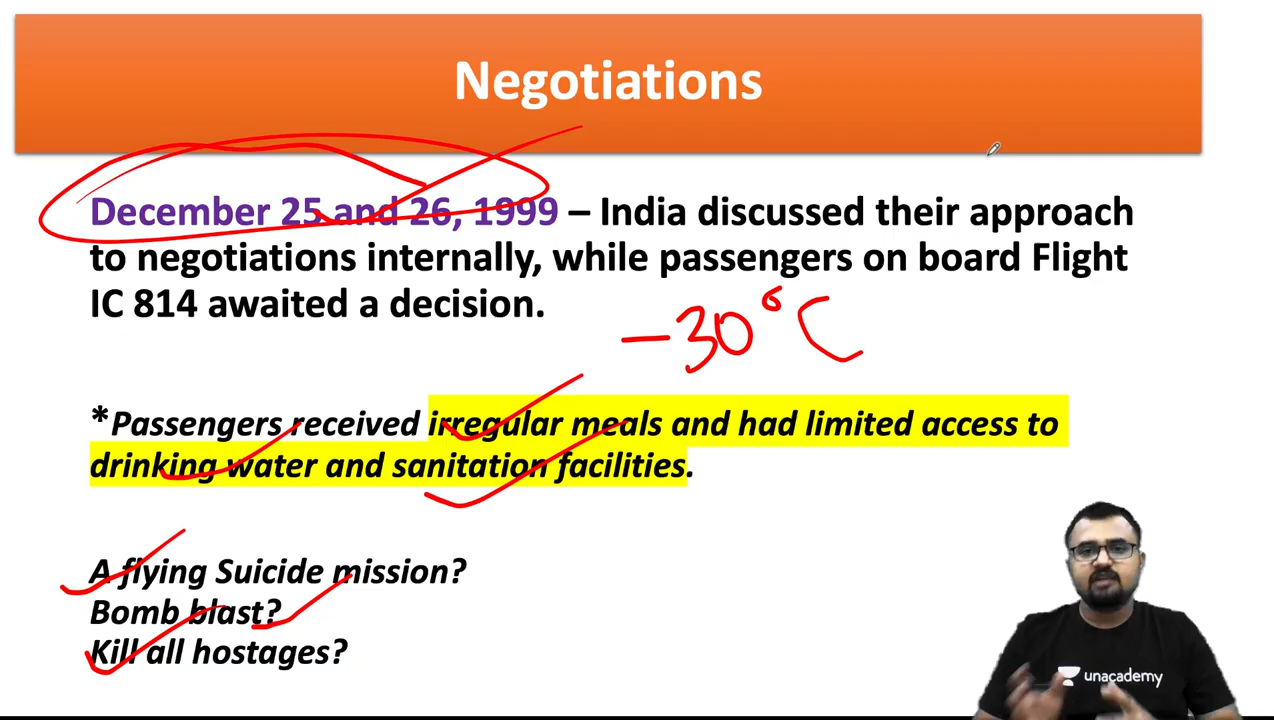 Negotiations
December 25 and 26, 1999 – India discussed their approach
to negotiations internally, while passengers on board Flight
IC 814 awaited a decision.
-30°C
*Passengers received irregular meals and had limited access to
drinking water and sanitation facilities.
A flying Suicide mission?
Bomb blast?
Kill all hostages?
unacademy